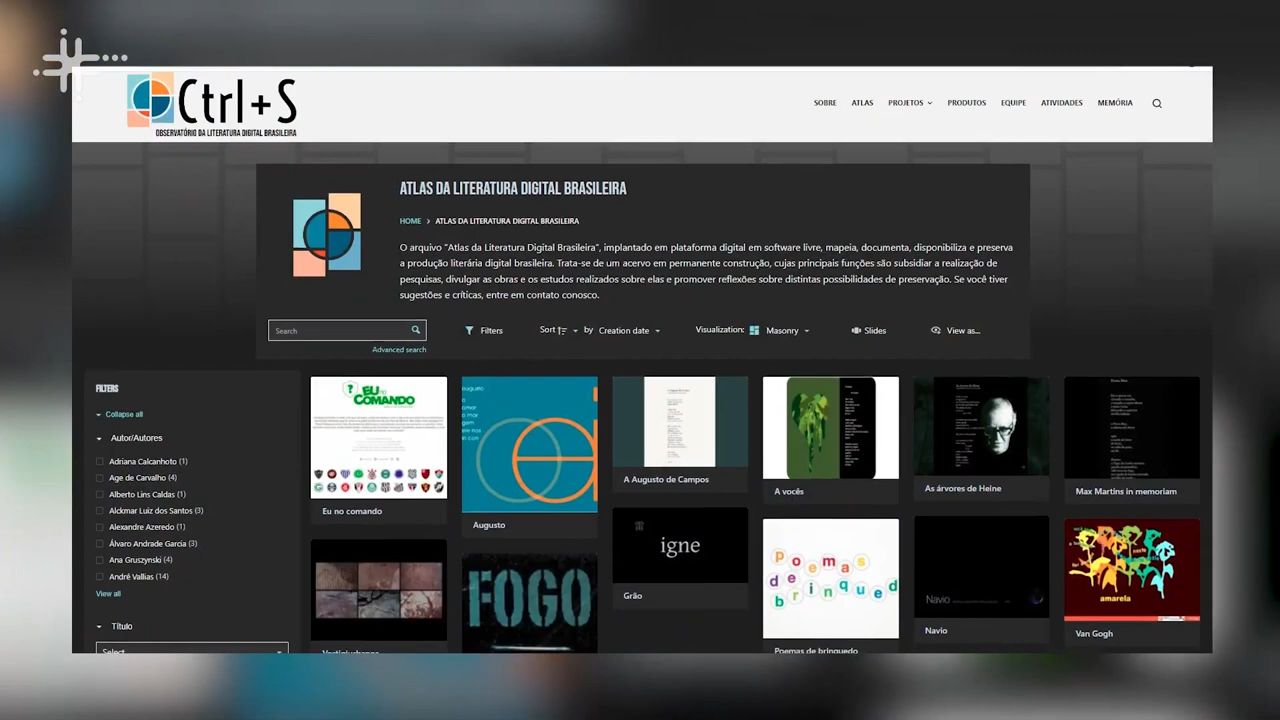 Ctrl+S
OBSERVATÓRIO DA LITERATURA DIGITAL BRASILEIRA
SOBRE ATLAS PROJETOS PRODUTOS EQUIPE ATIVIDADES MEMÓRIA
ATLAS DA LITERATURA DIGITAL BRASILEIRA
HOME > ATLAS DA LITERATURA DIGITAL BRASILEIRA
O arquivo “Atlas da Literatura Digital Brasileira”, implantado em plataforma digital em software livre, mapeia, documenta, disponibiliza e preserva
a produção literária digital brasileira. Trata-se de um acervo em permanente construção, cujas principais funções são subsidiar a realização de
pesquisas, divulgar as obras e os estudos realizados sobre elas e promover reflexões sobre distintas possibilidades de preservação. Se você tiver
sugestões e críticas, entre em contato conosco.
Search Filters Sort by Creation date Visualization: Masonry Slides View as...
Advanced search
FILTERS
Collapse all
Autor/Autores
Adriana Calcanhoto (1)
Age de Carvalho (4)
Alberto Lins Caldas (1)
Alckmar Luiz dos Santos (3)
Alexandre Azeredo (1)
Álvaro Andrade Garcia (3)
Ana Gruszynski (4)
André Vallias (14)
View all
Título
Select...
EU no
COMANDO
Eu no comando
augusto
Augusto
FOGO
A Augusto de Campos
igne
Grão
A vocês
poemas
de
brinqued
Poemas de brinquedo
As árvores de Heine
Navio
Navio
Max Martins in memoriam
amarela
Van Gogh